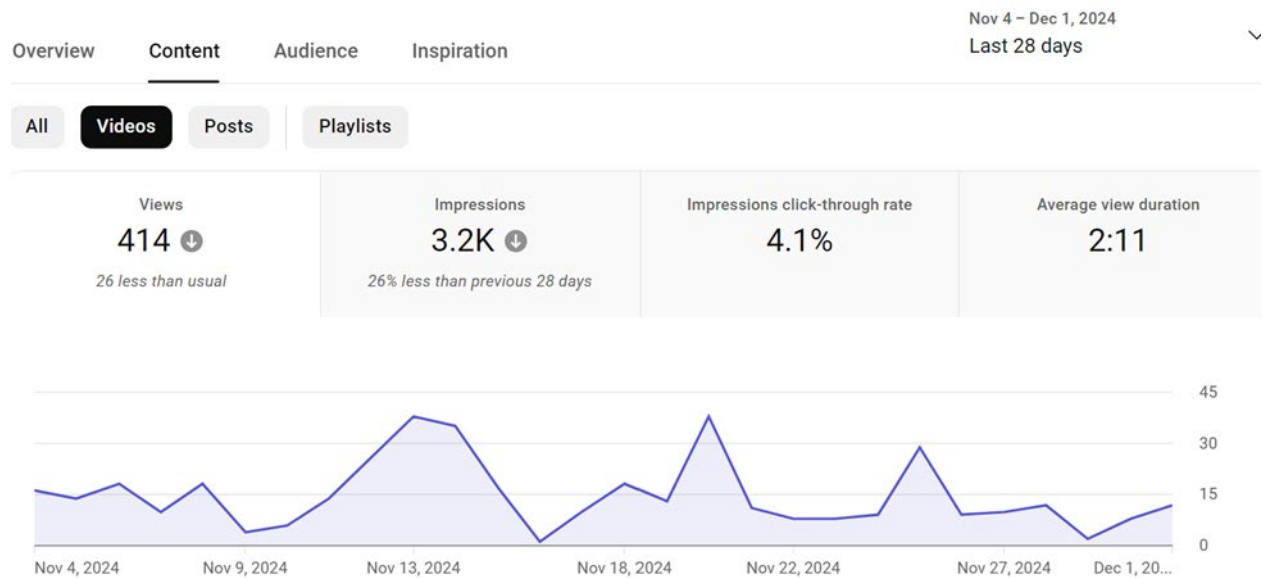 Nov 4 – Dec 1, 2024
Overview Content Audience Inspiration
Last 28 days
All Videos Posts Playlists
Views
414
26 less than usual
Impressions
3.2K
26% less than previous 28 days
Impressions click-through rate
4.1%
Average view duration
2:11
45
30
15
0
Nov 4, 2024 Nov 9, 2024 Nov 13, 2024 Nov 18, 2024 Nov 22, 2024 Nov 27, 2024 Dec 1, 20...